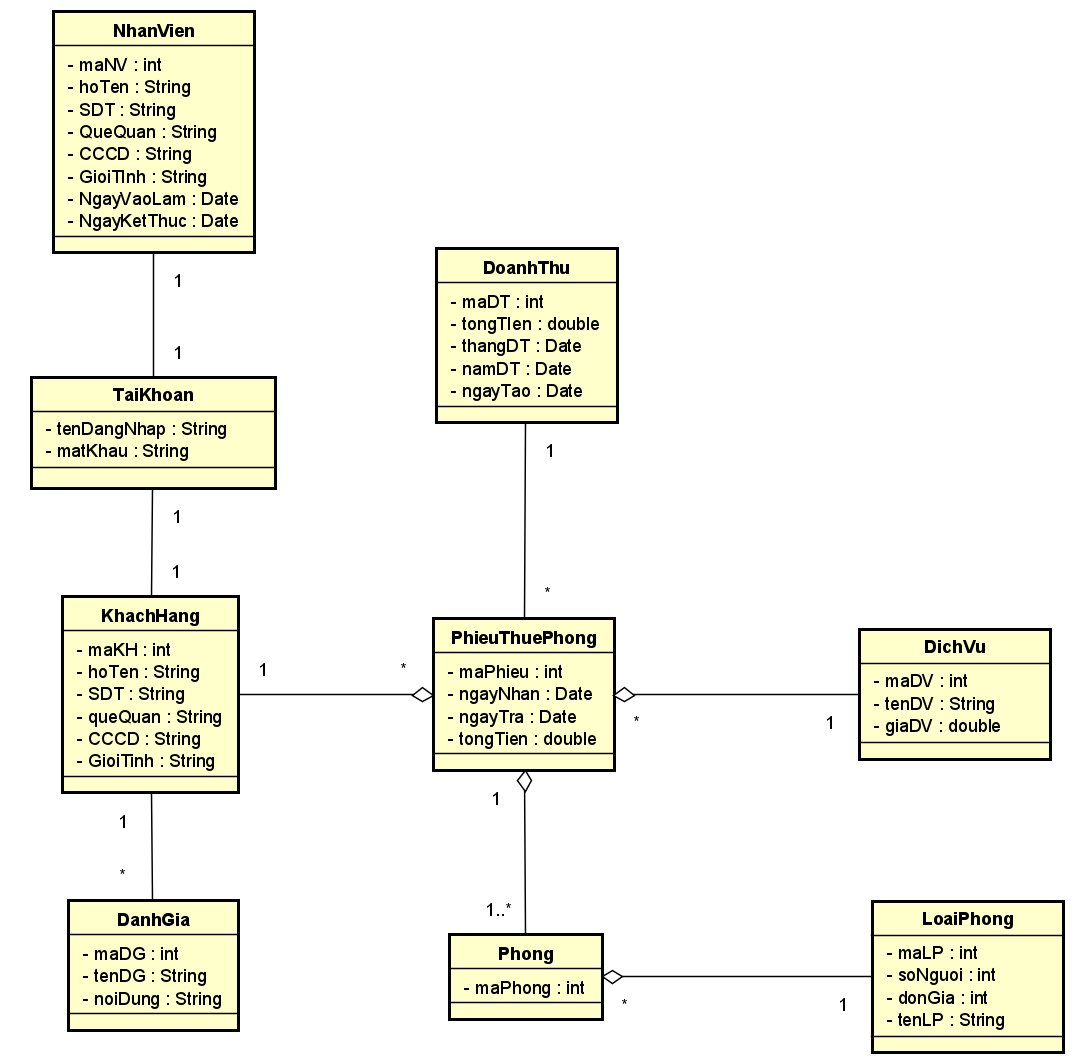 NhanVien
- maNV : int
- hoTen : String
- SDT : String
- QueQuan : String
- CCCD : String
- GioiTInh : String
- NgayVaoLam : Date
- NgayKetThuc : Date
1
1
TaiKhoan
- tenDangNhap : String
- matKhau : String
1
1
KhachHang
- maKH : int
- hoTen : String
- SDT : String
- queQuan : String
- CCCD : String
- GioiTinh : String
1
*
1
*
DanhGia
- maDG : int
- tenDG : String
- noiDung : String
DoanhThu
- maDT : int
- tongTIen : double
- thangDT : Date
- namDT : Date
- ngayTao : Date
1
*
PhieuThuePhong
- maPhieu : int
- ngayNhan : Date
- ngayTra : Date
- tongTien : double
*
1
DichVu
- maDV : int
- tenDV : String
- giaDV : double
1
1..*
Phong
- maPhong : int
*
1
LoaiPhong
- maLP : int
- soNguoi : int
- donGia : int
- tenLP : String